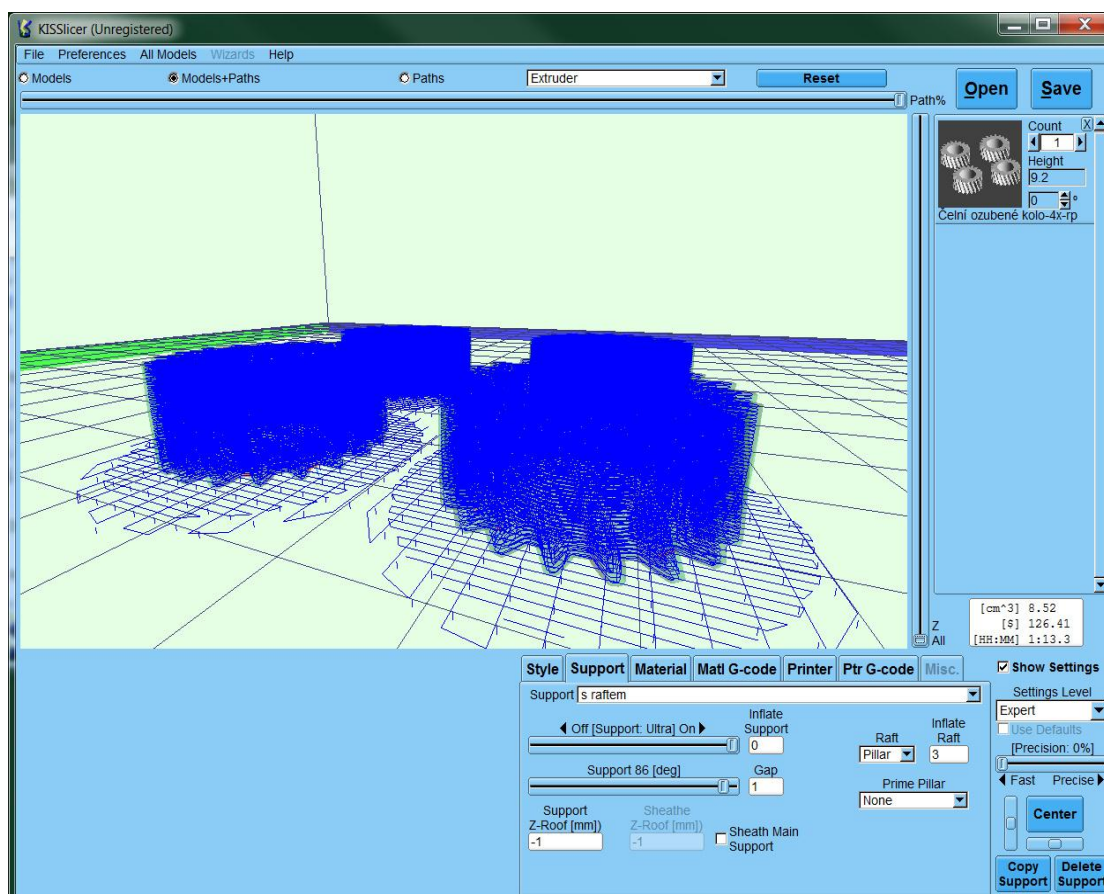 KISSlicer (Unregistered)
File Preferences All Models Wizards Help
Models Models+Paths Paths Extruder Reset
Path%
Open Save
Count X
1
Height
9.2
0 °
Čelní ozubené kolo-4x-rp
Z
All
[cm^3] 8.52
[$] 126.41
[HH:MM] 1:13.3
Style Support Material Matl G-code Printer Ptr G-code Misc.
Show Settings
Support s raftem
Settings Level
Expert
Use Defaults
[Precision: 0%]
Fast Precise
Off [Support: Ultra] On
Inflate
Support
0
Raft
Pillar
Inflate
Raft
3
Support 86 [deg]
Gap
1
Prime Pillar
None
Support
Z-Roof [mm])
-1
Sheathe
Z-Roof [mm])
-1
Sheath Main
Support
Center
Copy
Support
Delete
Support